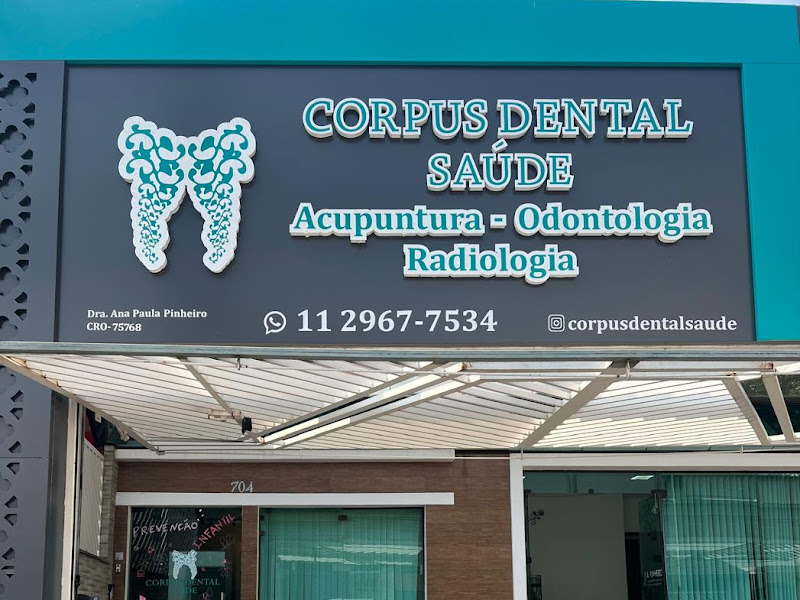 CORPUS DENTAL
SAÚDE
Acupuntura - Odontologia
Radiologia
Dra. Ana Paula Pinheiro
CRO-75768
11 2967-7534
corpusdentalsaude
704
PREVENÇÃO
INFANTIL
CORPUS DENTAL
SAÚDE